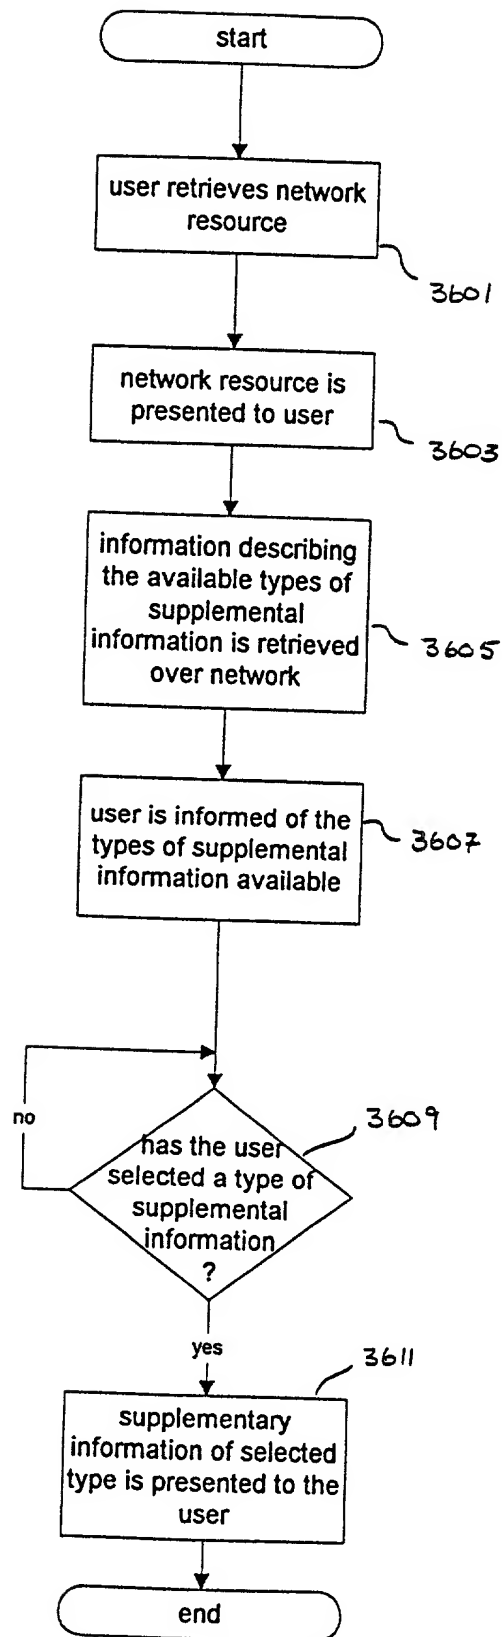 start
user retrieves network
resource
3601
network resource is
presented to user
3603
information describing
the available types of
supplemental
information is retrieved
over network
3605
user is informed of the
types of supplemental
information available
3607
no
has the user
selected a type of
supplemental
information
?
3609
yes
3611
supplementary
information of selected
type is presented to the
user
end